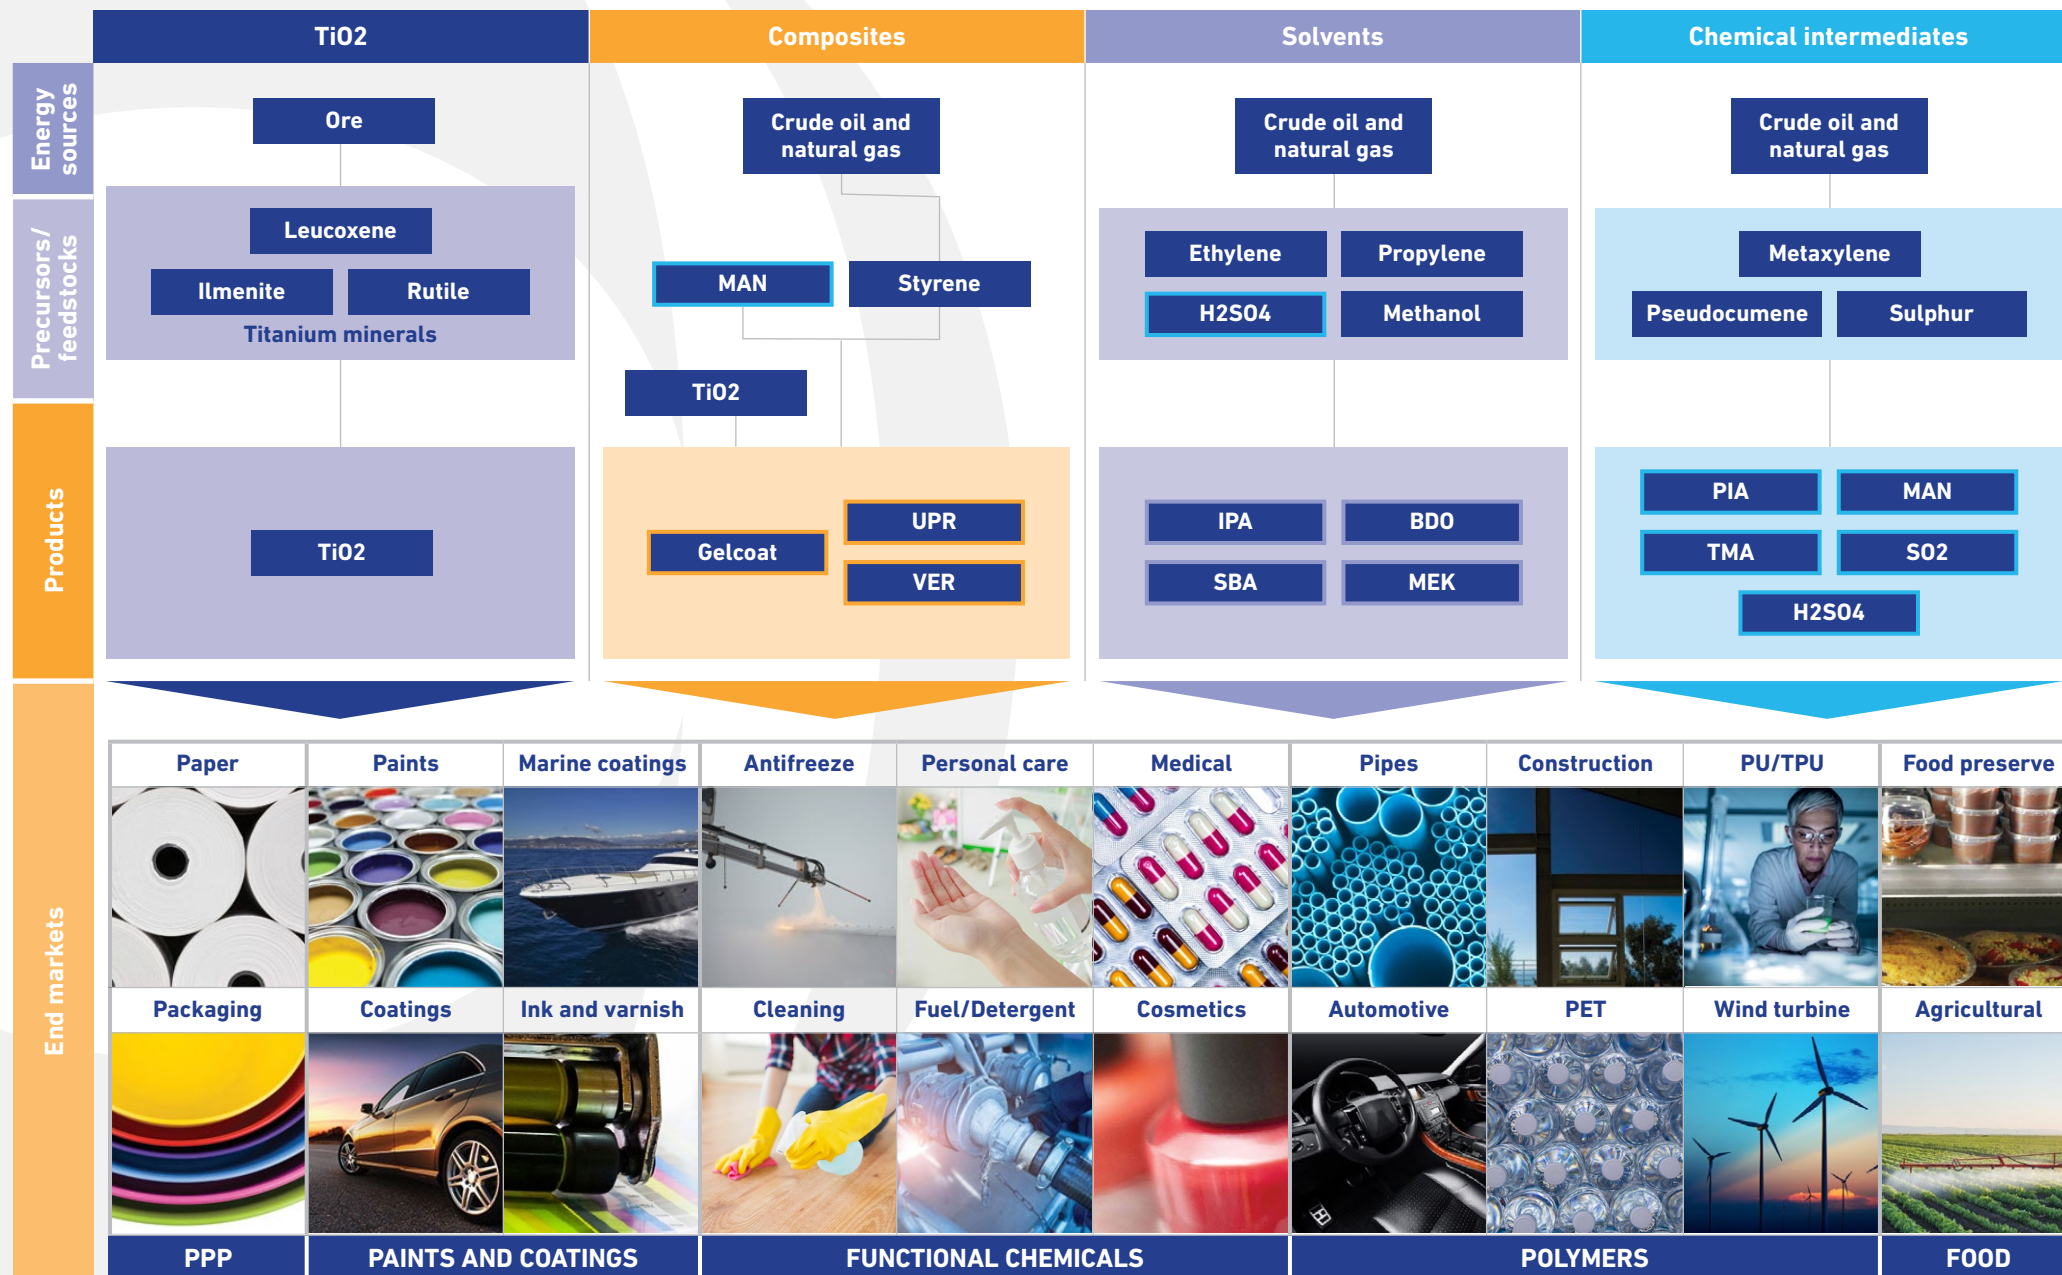 TiO2
Composites
Solvents
Chemical intermediates
Energy
sources
Ore
Crude oil and
natural gas
Crude oil and
natural gas
Crude oil and
natural gas
Precursors/
feedstocks
Leucoxene
Ilmenite
Rutile
Titanium minerals
MAN
Styrene
TiO2
Ethylene
Propylene
H2SO4
Methanol
Metaxylene
Pseudocumene
Sulphur
Products
TiO2
Gelcoat
UPR
VER
IPA
BDO
SBA
MEK
PIA
MAN
TMA
SO2
H2SO4
End markets
Paper
Paints
Marine coatings
Antifreeze
Personal care
Medical
Pipes
Construction
PU/TPU
Food preserve
Packaging
Coatings
Ink and varnish
Cleaning
Fuel/Detergent
Cosmetics
Automotive
PET
Wind turbine
Agricultural
PPP
PAINTS AND COATINGS
FUNCTIONAL CHEMICALS
POLYMERS
FOOD